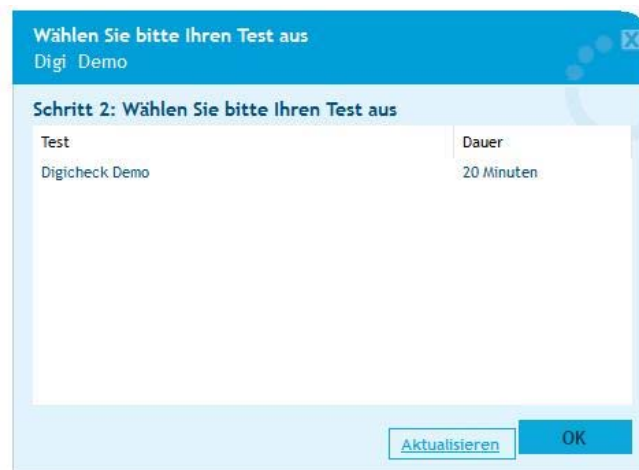 Wählen Sie bitte Ihren Test aus
Digi Demo
X
Schritt 2: Wählen Sie bitte Ihren Test aus
Test Dauer
Digicheck Demo 20 Minuten
Aktualisieren OK